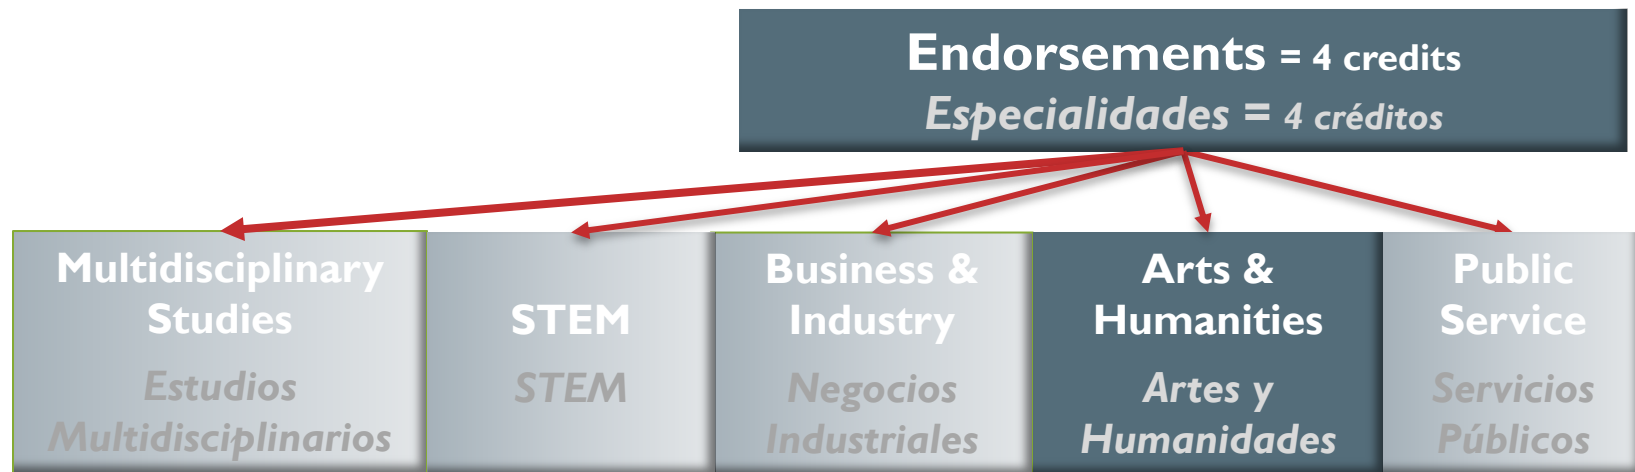 Endorsements = 4 credits
Especialidades = 4 créditos
Multidisciplinary
Studies
Estudios
Multidisciplinarios
STEM
STEM
Business &
Industry
Negocios
Industriales
Arts &
Humanities
Artes y
Humanidades
Public
Service
Servicios
Públicos